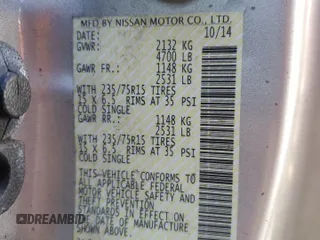 MFD BY NISSAN MOTOR CO., LTD.
DATE: 10/14
GVWR: 2132 KG
4700 LB
GAWR FR.: 1148 KG
2531 LB
WITH 235/75R15 TIRES
15 X 6.5 RIMS AT 35 PSI
COLD SINGLE
GAWR RR.: 1148 KG
2531 LB
WITH 235/75R15 TIRES
15 X 6.5 RIMS AT 35 PSI
COLD SINGLE
THIS VEHICLE CONFORMS TO
ALL APPLICABLE FEDERAL
MOTOR VEHICLE SAFETY AND
THEFT PREVENTION
STANDARDS IN EFFECT ON
THE DATE OF MANUFACTURE
SHOWN ABOVE.
DREAMBID